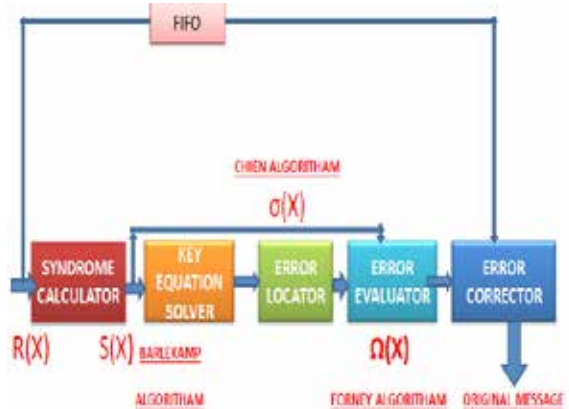 FIFO
CHIEN ALGORITHAM
σ(X)
SYNDROME
CALCULATOR
KEY
EQUATION
SOLVER
ERROR
LOCATOR
ERROR
EVALUATOR
ERROR
CORRECTOR
R(X)
S(X)
BARLEKAMP
ALGORITHAM
Ω(X)
FORNEY ALGORITHAM
ORIGINAL MESSAGE